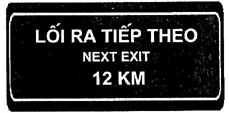 LỐI RA TIẾP THEO
NEXT EXIT
12 KM